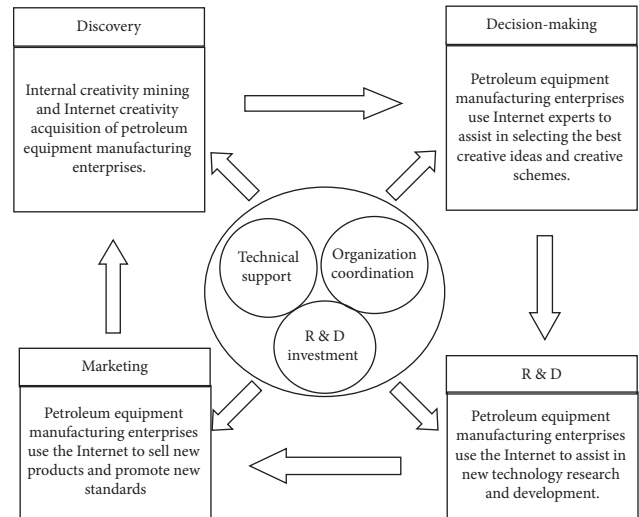 Discovery
Internal creativity mining
and Internet creativity
acquisition of petroleum
equipment manufacturing
enterprises.
Decision-making
Petroleum equipment
manufacturing enterprises
use Internet experts to
assist in selecting the best
creative ideas and creative
schemes.
Technical
support
Organization
coordination
R & D
investment
Marketing
Petroleum equipment
manufacturing enterprises
use the Internet to sell new
products and promote new
standards
R & D
Petroleum equipment
manufacturing enterprises
use the Internet to assist in
new technology research
and development.